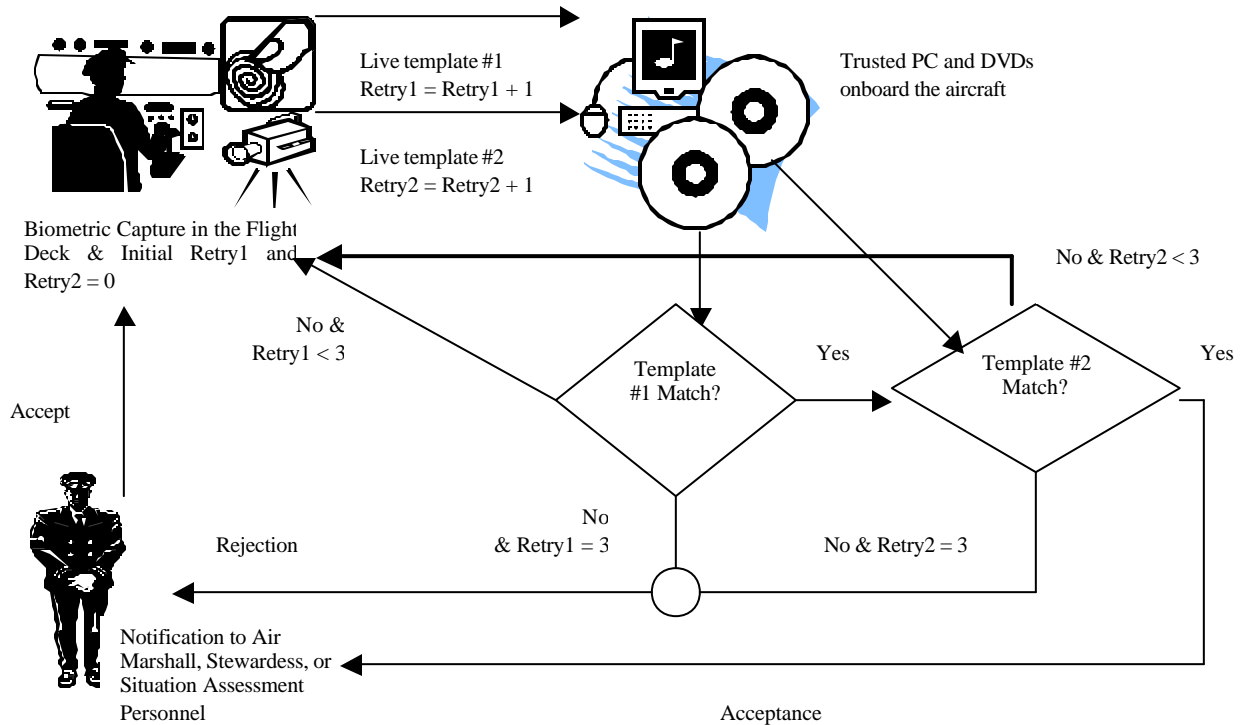 Live template #1
Retry1 = Retry1 + 1
Trusted PC and DVDs
onboard the aircraft
Live template #2
Retry2 = Retry2 + 1
Biometric Capture in the Flight
Deck & Initial Retry1 and
Retry2 = 0
No & Retry2 < 3
No &
Retry1 < 3
Template
#1 Match?
Yes
Template #2
Match?
Yes
Accept
No
& Retry1 = 3
Rejection
No & Retry2 = 3
Notification to Air
Marshall, Stewardess, or
Situation Assessment
Personnel
Acceptance